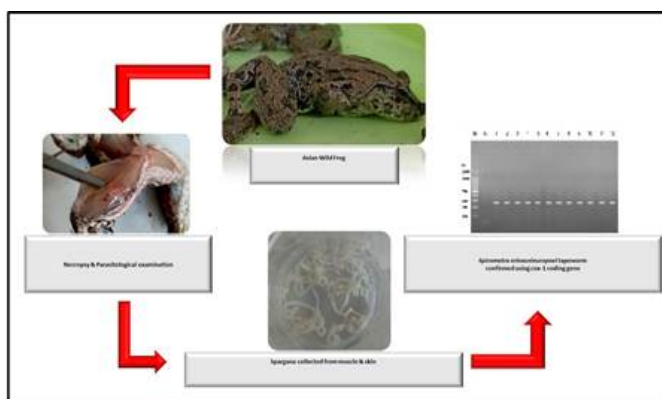 Asian Wild Frog
Necropsy & Parasitological examination
Spargana collected from muscle & skin
Spirometra erinaceieuropaei tapeworm
confirmed using cox-1 coding gene